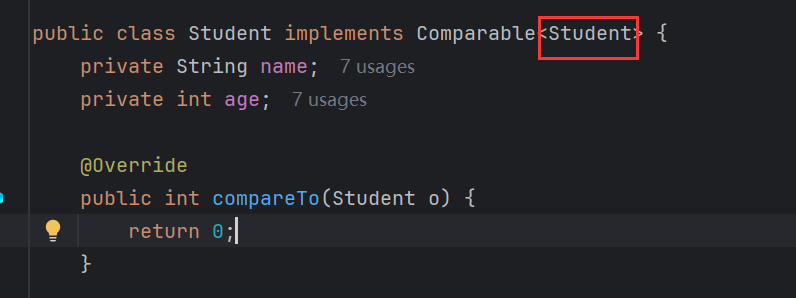 public class Student implements Comparable<Student> {
private String name; 7 usages
private int age; 7 usages
@Override
public int compareTo(Student o) {
return 0;
}